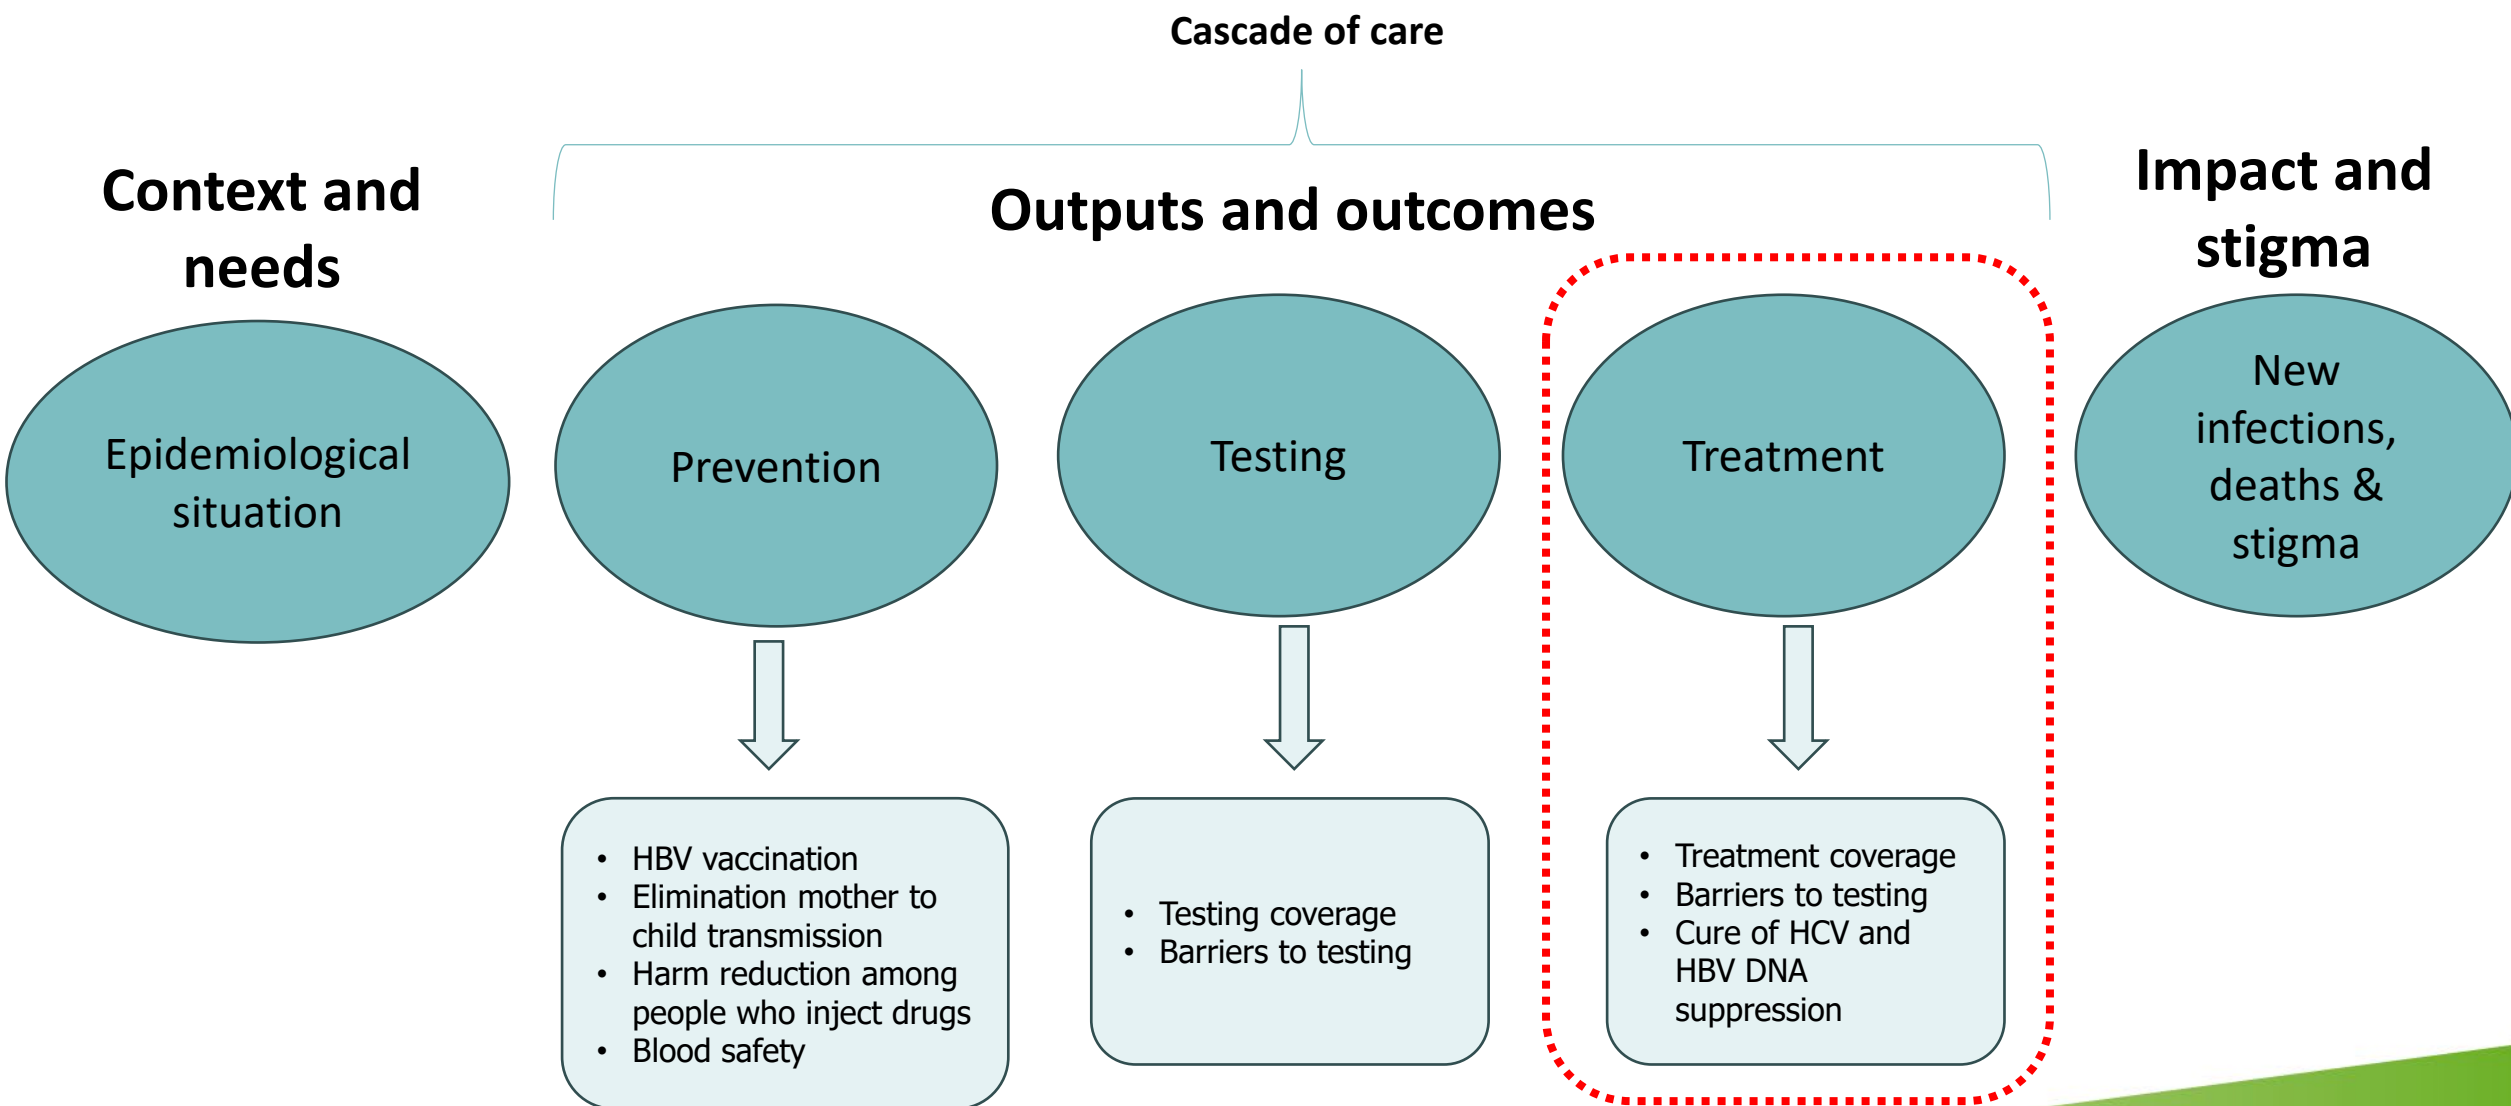 Cascade of care
Context and
needs
Outputs and outcomes
Impact and
stigma
Epidemiological
situation
Prevention
Testing
Treatment
New
infections,
deaths &
stigma
• HBV vaccination
• Elimination mother to
child transmission
• Harm reduction among
people who inject drugs
• Blood safety
• Testing coverage
• Barriers to testing
• Treatment coverage
• Barriers to testing
• Cure of HCV and
HBV DNA
suppression